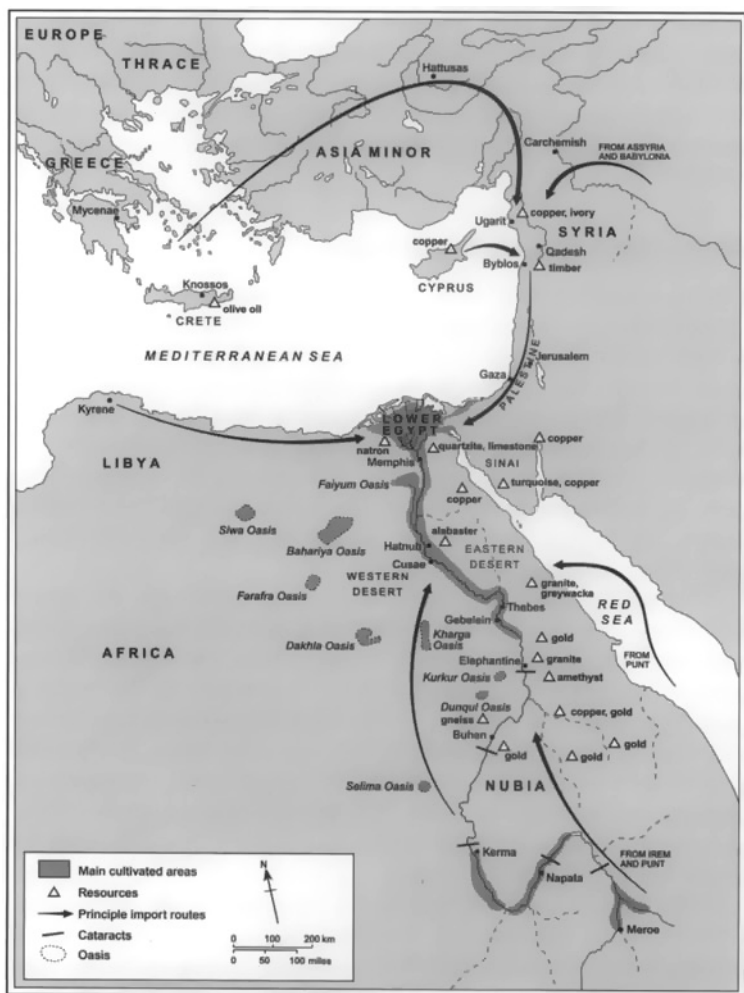 EUROPE
THRACE
Hattusas
GREECE
ASIA MINOR
Carchemish
FROM ASSYRIA
AND BABYLONIA
Mycenae
Ugarit
copper, ivory
SYRIA
copper
Qadesh
Byblos
timber
CYPRUS
Knossos
olive oil
CRETE
MEDITERRANEAN SEA
PALESTINE
Jerusalem
Gaza
Kyrene
LOWER
EGYPT
natron
quartzite, limestone
copper
Memphis
SINAI
LIBYA
turquoise, copper
Faiyum Oasis
copper
Siwa Oasis
Bahariya Oasis
alabaster
Hatnub
EASTERN
DESERT
Cusae
WESTERN
DESERT
granite,
greywacka
Farafra Oasis
Thebes
RED
SEA
Gebelein
Dakhla Oasis
Kharga
Oasis
gold
FROM
PUNT
AFRICA
Elephantine
granite
Kurkur Oasis
amethyst
Dunqul Oasis
gneiss
copper, gold
Buhen
gold
gold
gold
Selima Oasis
NUBIA
Kerma
FROM IREM
AND PUNT
Napata
Meroe
Main cultivated areas
Resources
Principle import routes
Cataracts
Oasis
N
0 100 200 km
0 50 100 miles